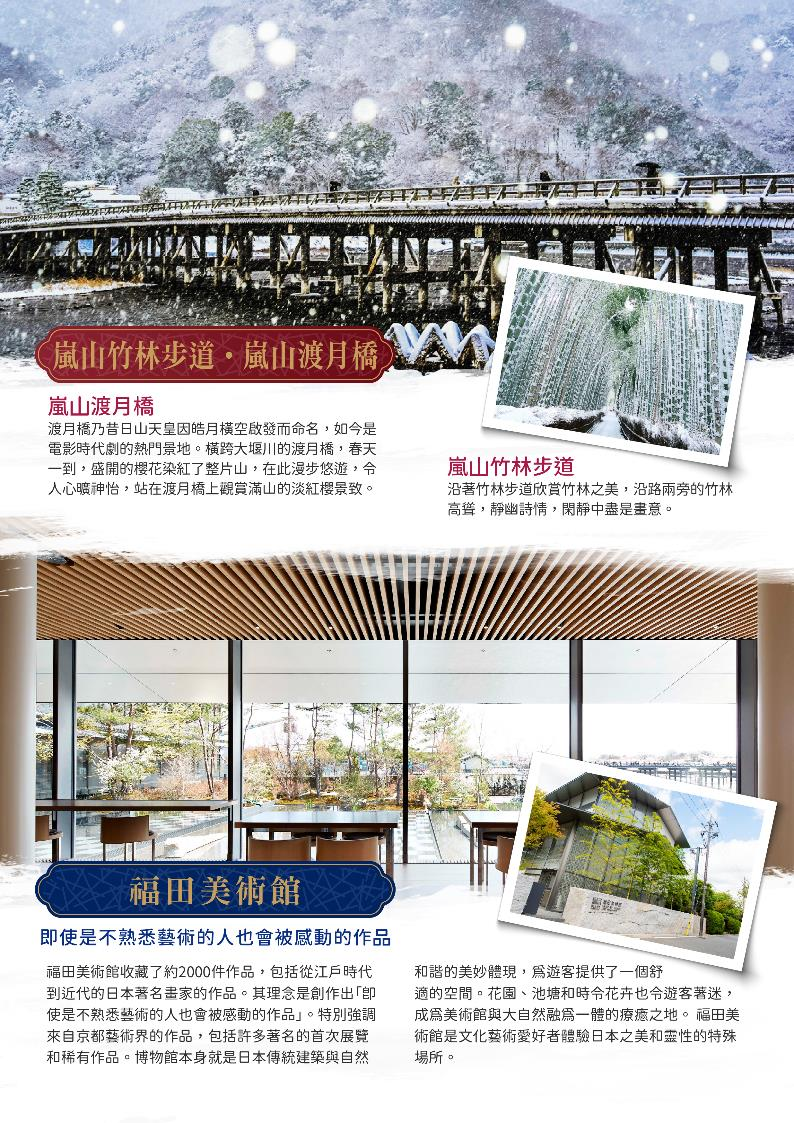 嵐山竹林步道・嵐山渡月橋
嵐山渡月橋
渡月橋乃昔日山天皇因皓月橫空啟發而命名，如今是
電影時代劇的熱門景地。橫跨大堰川的渡月橋，春天
一到，盛開的櫻花染紅了整片山，在此漫步悠遊，令
人心曠神怡，站在渡月橋上觀賞滿山的淡紅櫻景致。
嵐山竹林步道
沿著竹林步道欣賞竹林之美，沿路兩旁的竹林
高聳，靜幽詩情，閑靜中盡是畫意。
福田美術館
即使是不熟悉藝術的人也會被感動的作品
福田美術館收藏了約2000件作品，包括從江戶時代
到近代的日本著名畫家的作品。其理念是創作出「即
使是不熟悉藝術的人也會被感動的作品」。特別強調
來自京都藝術界的作品，包括許多著名的首次展覽
和稀有作品。博物館本身就是日本傳統建築與自然
和諧的美妙體現，爲遊客提供了一個舒
適的空間。花園、池塘和時令花卉也令遊客著迷，
成爲美術館與大自然融爲一體的療癒之地。 福田美
術館是文化藝術愛好者體驗日本之美和靈性的特殊
場所。